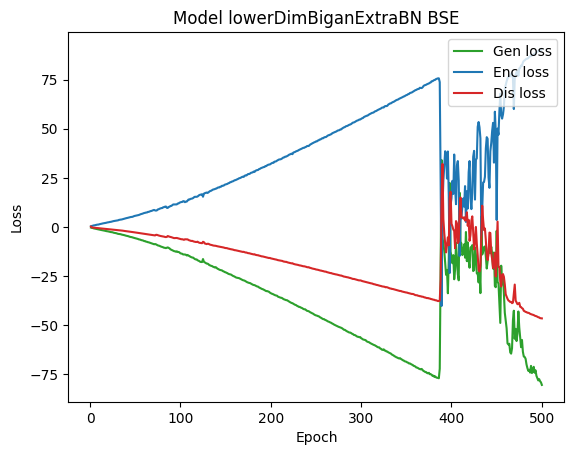 Model lowerDimBiganExtraBN BSE
Gen loss
Enc loss
Dis loss
75
50
25
0
−25
−50
−75
Loss
0 100 200 300 400 500
Epoch